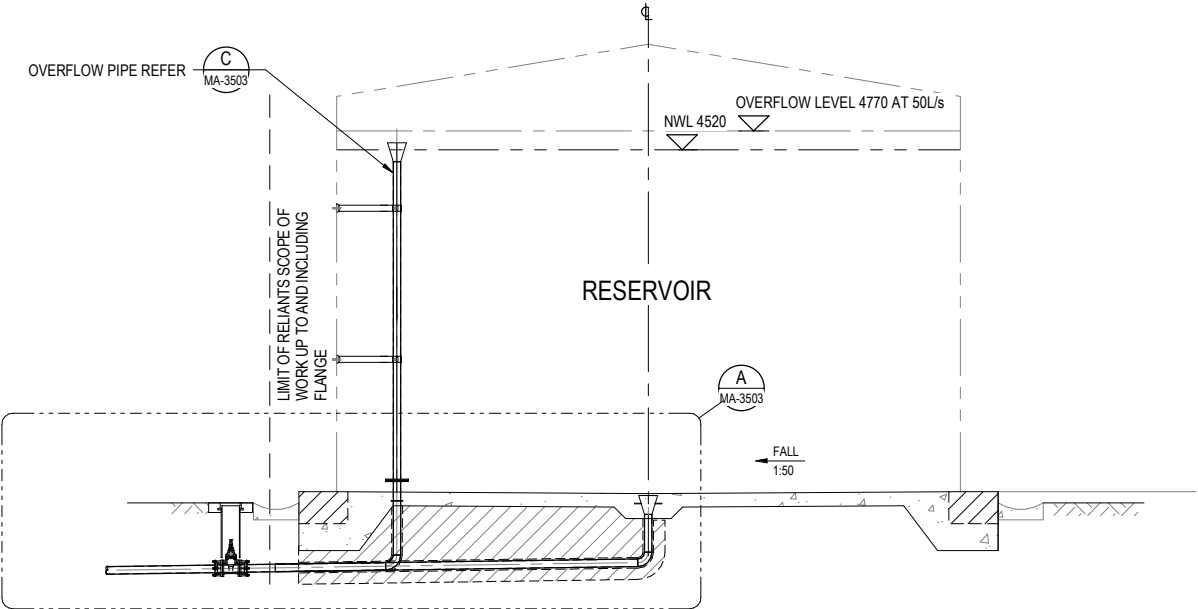 ℄
C
OVERFLOW PIPE REFER
MA-3503
OVERFLOW LEVEL 4770 AT 50L/s
NWL 4520
LIMIT OF RELIANTS SCOPE OF
WORK UP TO AND INCLUDING
FLANGE
RESERVOIR
A
MA-3503
FALL
1:50